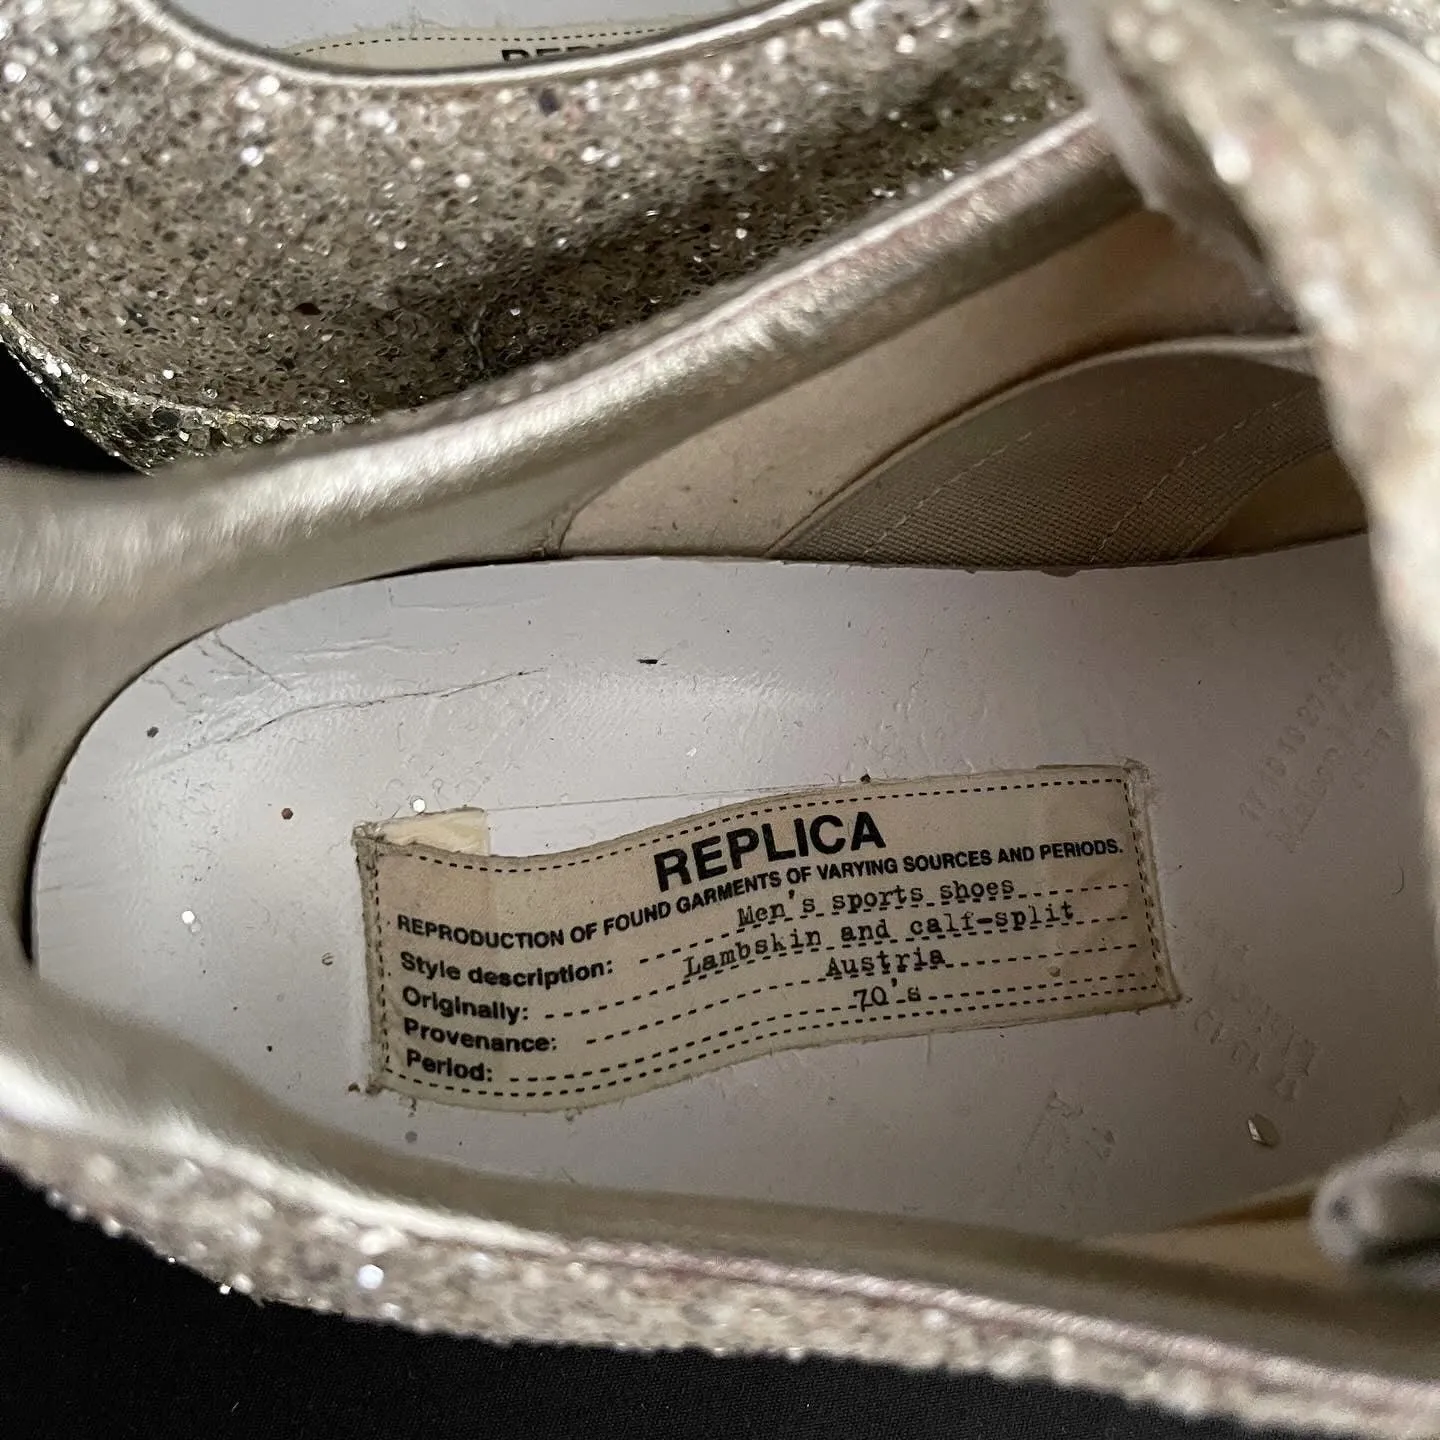 REPLICA
REPRODUCTION OF FOUND GARMENTS OF VARYING SOURCES AND PERIODS.
Style description: Men's sports shoes
Originally: Lambskin and calf-split
Provenance: Austria
Period: 70's